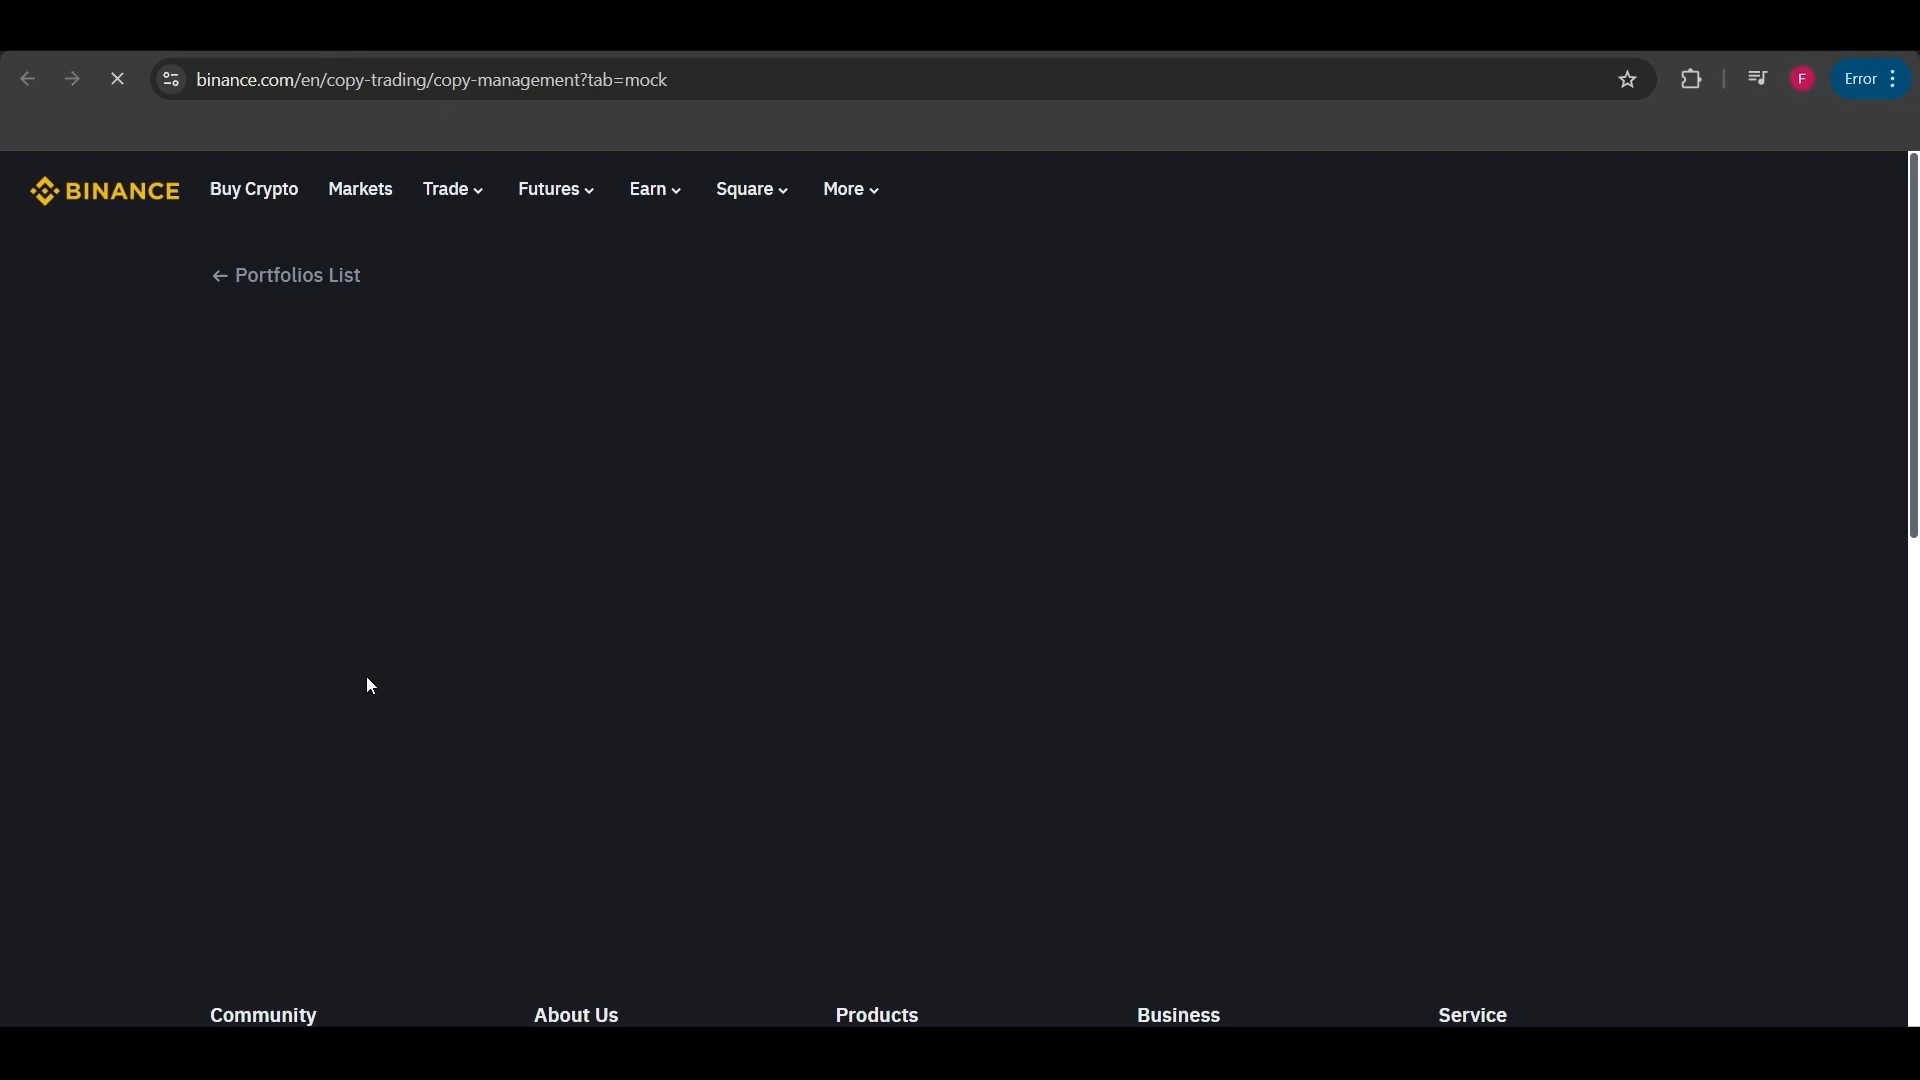 binance.com/en/copy-trading/copy-management?tab=mock
F
Error
BINANCE
Buy Crypto
Markets
Trade
Futures
Earn
Square
More
← Portfolios List
Community
About Us
Products
Business
Service